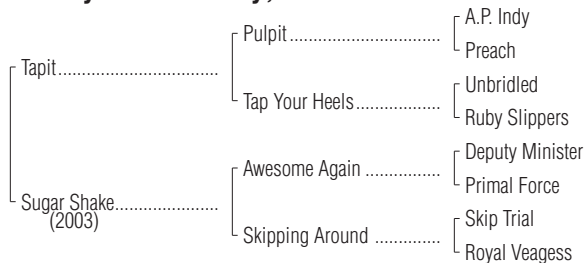 A.P. Indy
Pulpit
Preach
Tapit
Unbridled
Tap Your Heels
Ruby Slippers
Deputy Minister
Awesome Again
Primal Force
Sugar Shake
(2003)
Skip Trial
Skipping Around
Royal Veagess